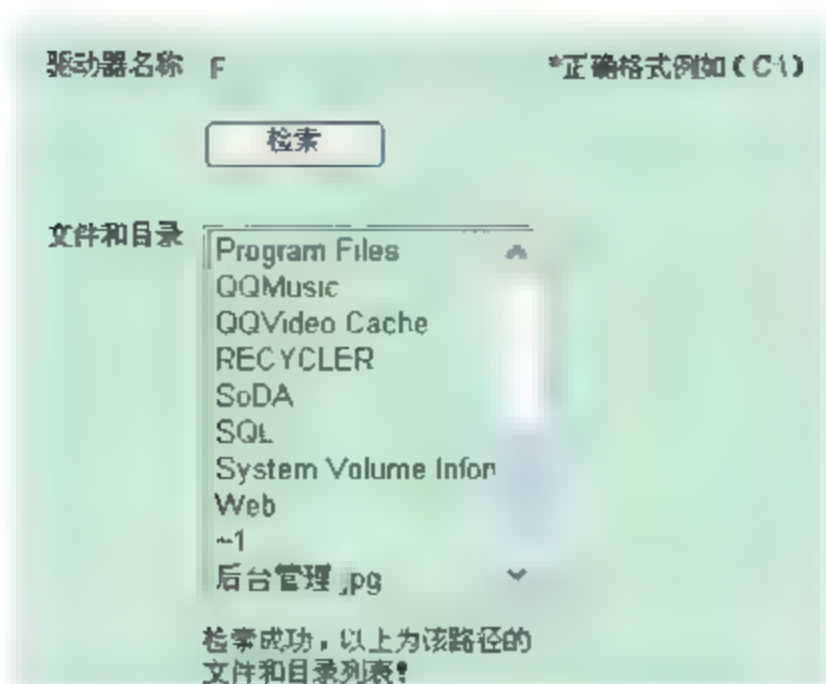 驱动器名称 F *正确格式例如(C:\)
检索
文件和目录
Program Files
QQMusic
QQVideo Cache
RECYCLER
SoDA
SQL
System Volume Infor
Web
~1
后台管理.jpg
检索成功,以上为该路径的
文件和目录列表!